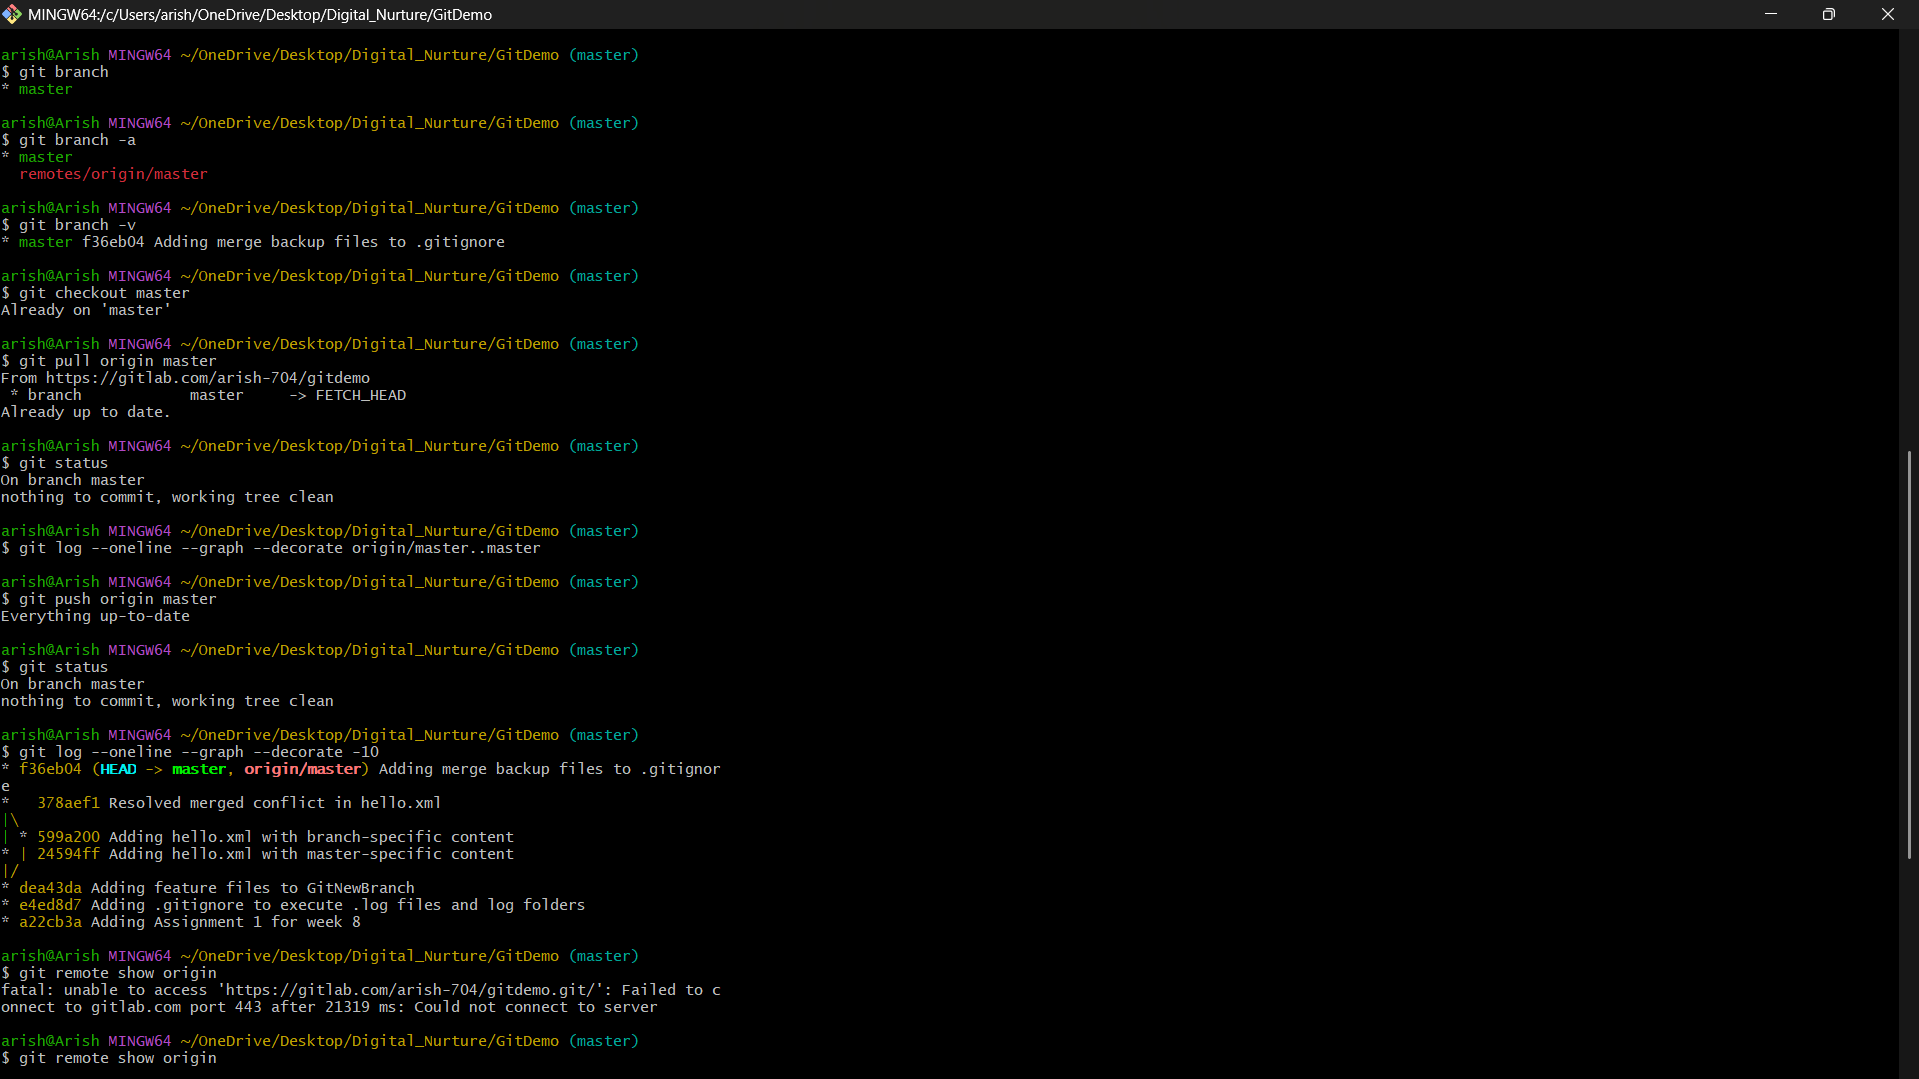 MINGW64:/c/Users/arish/OneDrive/Desktop/Digital_Nurture/GitDemo
arish@Arish MINGW64 ~/OneDrive/Desktop/Digital_Nurture/GitDemo (master)
$ git branch
* master
arish@Arish MINGW64 ~/OneDrive/Desktop/Digital_Nurture/GitDemo (master)
$ git branch -a
* master
  remotes/origin/master
arish@Arish MINGW64 ~/OneDrive/Desktop/Digital_Nurture/GitDemo (master)
$ git branch -v
* master f36eb04 Adding merge backup files to .gitignore
arish@Arish MINGW64 ~/OneDrive/Desktop/Digital_Nurture/GitDemo (master)
$ git checkout master
Already on 'master'
arish@Arish MINGW64 ~/OneDrive/Desktop/Digital_Nurture/GitDemo (master)
$ git pull origin master
From https://gitlab.com/arish-704/gitdemo
 * branch            master     -> FETCH_HEAD
Already up to date.
arish@Arish MINGW64 ~/OneDrive/Desktop/Digital_Nurture/GitDemo (master)
$ git status
On branch master
nothing to commit, working tree clean
arish@Arish MINGW64 ~/OneDrive/Desktop/Digital_Nurture/GitDemo (master)
$ git log --oneline --graph --decorate origin/master..master
arish@Arish MINGW64 ~/OneDrive/Desktop/Digital_Nurture/GitDemo (master)
$ git push origin master
Everything up-to-date
arish@Arish MINGW64 ~/OneDrive/Desktop/Digital_Nurture/GitDemo (master)
$ git status
On branch master
nothing to commit, working tree clean
arish@Arish MINGW64 ~/OneDrive/Desktop/Digital_Nurture/GitDemo (master)
$ git log --oneline --graph --decorate -10
* f36eb04 (HEAD -> master, origin/master) Adding merge backup files to .gitignor
e
*   378aef1 Resolved merged conflict in hello.xml
|\
| * 599a200 Adding hello.xml with branch-specific content
* | 24594ff Adding hello.xml with master-specific content
|/
* dea43da Adding feature files to GitNewBranch
* e4ed8d7 Adding .gitignore to execute .log files and log folders
* a22cb3a Adding Assignment 1 for week 8
arish@Arish MINGW64 ~/OneDrive/Desktop/Digital_Nurture/GitDemo (master)
$ git remote show origin
fatal: unable to access 'https://gitlab.com/arish-704/gitdemo.git/': Failed to c
onnect to gitlab.com port 443 after 21319 ms: Could not connect to server
arish@Arish MINGW64 ~/OneDrive/Desktop/Digital_Nurture/GitDemo (master)
$ git remote show origin